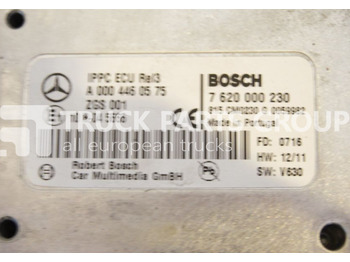 IPPC ECU Rel3
A 000 446 05 75
ZGS 001
BOSCH
7 620 000 230
Made in Portugal
TRUCK PARTS GROUP
all european trucks
FD: 0716
HW: 12/11
SW: V630
Robert Bosch
Car Multimedia GmBH
Pb